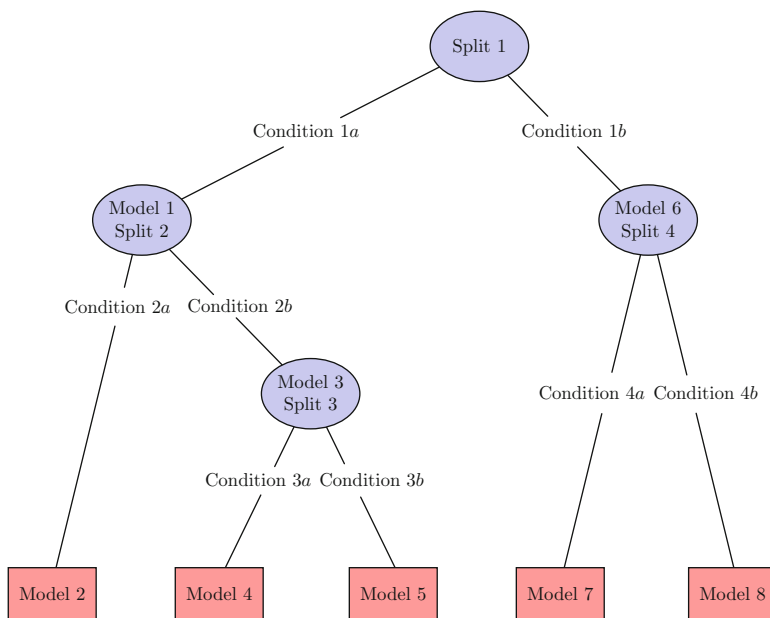 Split 1
Condition 1a
Condition 1b
Model 1
Split 2
Model 6
Split 4
Condition 2a
Condition 2b
Model 3
Split 3
Condition 4a
Condition 4b
Condition 3a
Condition 3b
Model 2
Model 4
Model 5
Model 7
Model 8